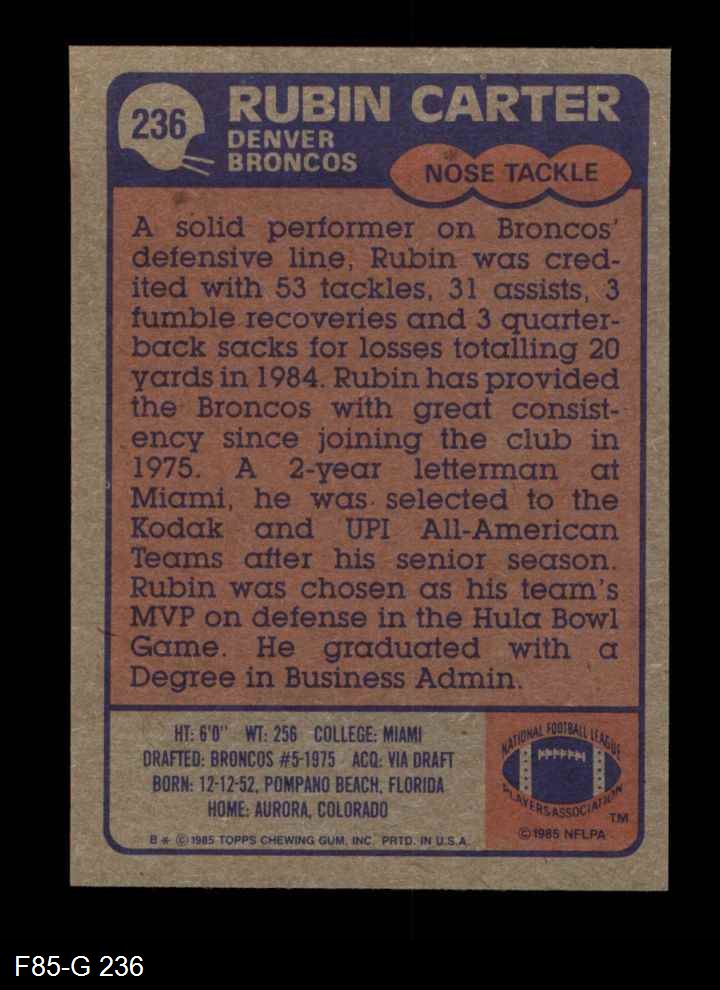 236
RUBIN CARTER
DENVER
BRONCOS
NOSE TACKLE
A solid performer on Broncos'
defensive line, Rubin was cred-
ited with 53 tackles, 31 assists, 3
fumble recoveries and 3 quarter-
back sacks for losses totalling 20
yards in 1984. Rubin has provided
the Broncos with great consist-
ency since joining the club in
1975. A 2-year letterman at
Miami, he was selected to the
Kodak and UPI All-American
Teams after his senior season.
Rubin was chosen as his team's
MVP on defense in the Hula Bowl
Game. He graduated with a
Degree in Business Admin.
HT: 6'0" WT: 256 COLLEGE: MIAMI
DRAFTED: BRONCOS #5-1975 ACQ: VIA DRAFT
BORN: 12-12-52, POMPANO BEACH, FLORIDA
HOME: AURORA, COLORADO
B * © 1985 TOPPS CHEWING GUM, INC. PRTD. IN U.S.A.
NATIONAL FOOTBALL LEAGUE
PLAYERS ASSOCIATION
TM
© 1985 NFLPA
F85-G 236